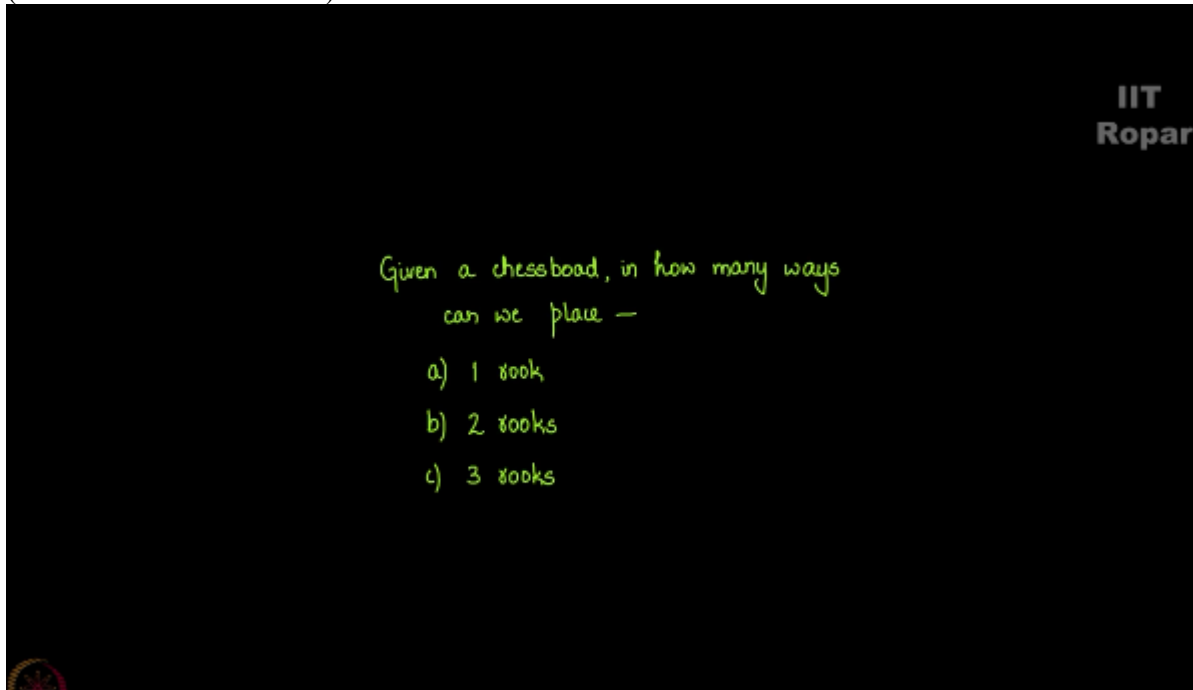 IIT
Ropar
Given a chessboad, in how many ways
can we place —
a) 1 rook
b) 2 rooks
c) 3 rooks